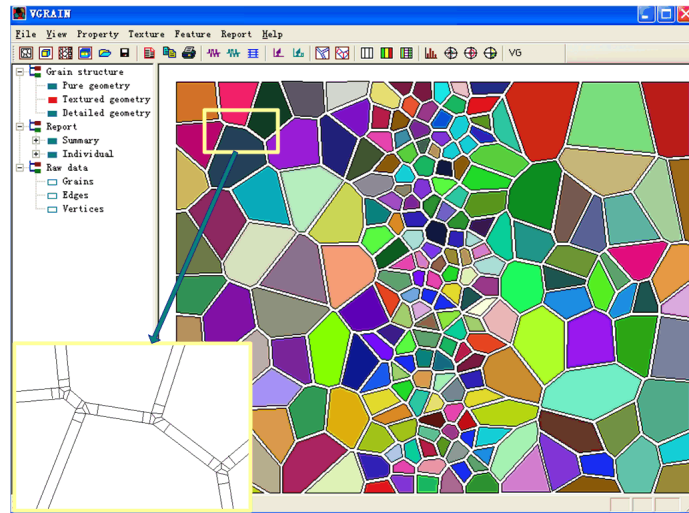 VGRAIN
File View Property Texture Feature Report Help
VG
Grain structure
Pure geometry
Textured geometry
Detailed geometry
Report
Summary
Individual
Raw data
Grains
Edges
Vertices